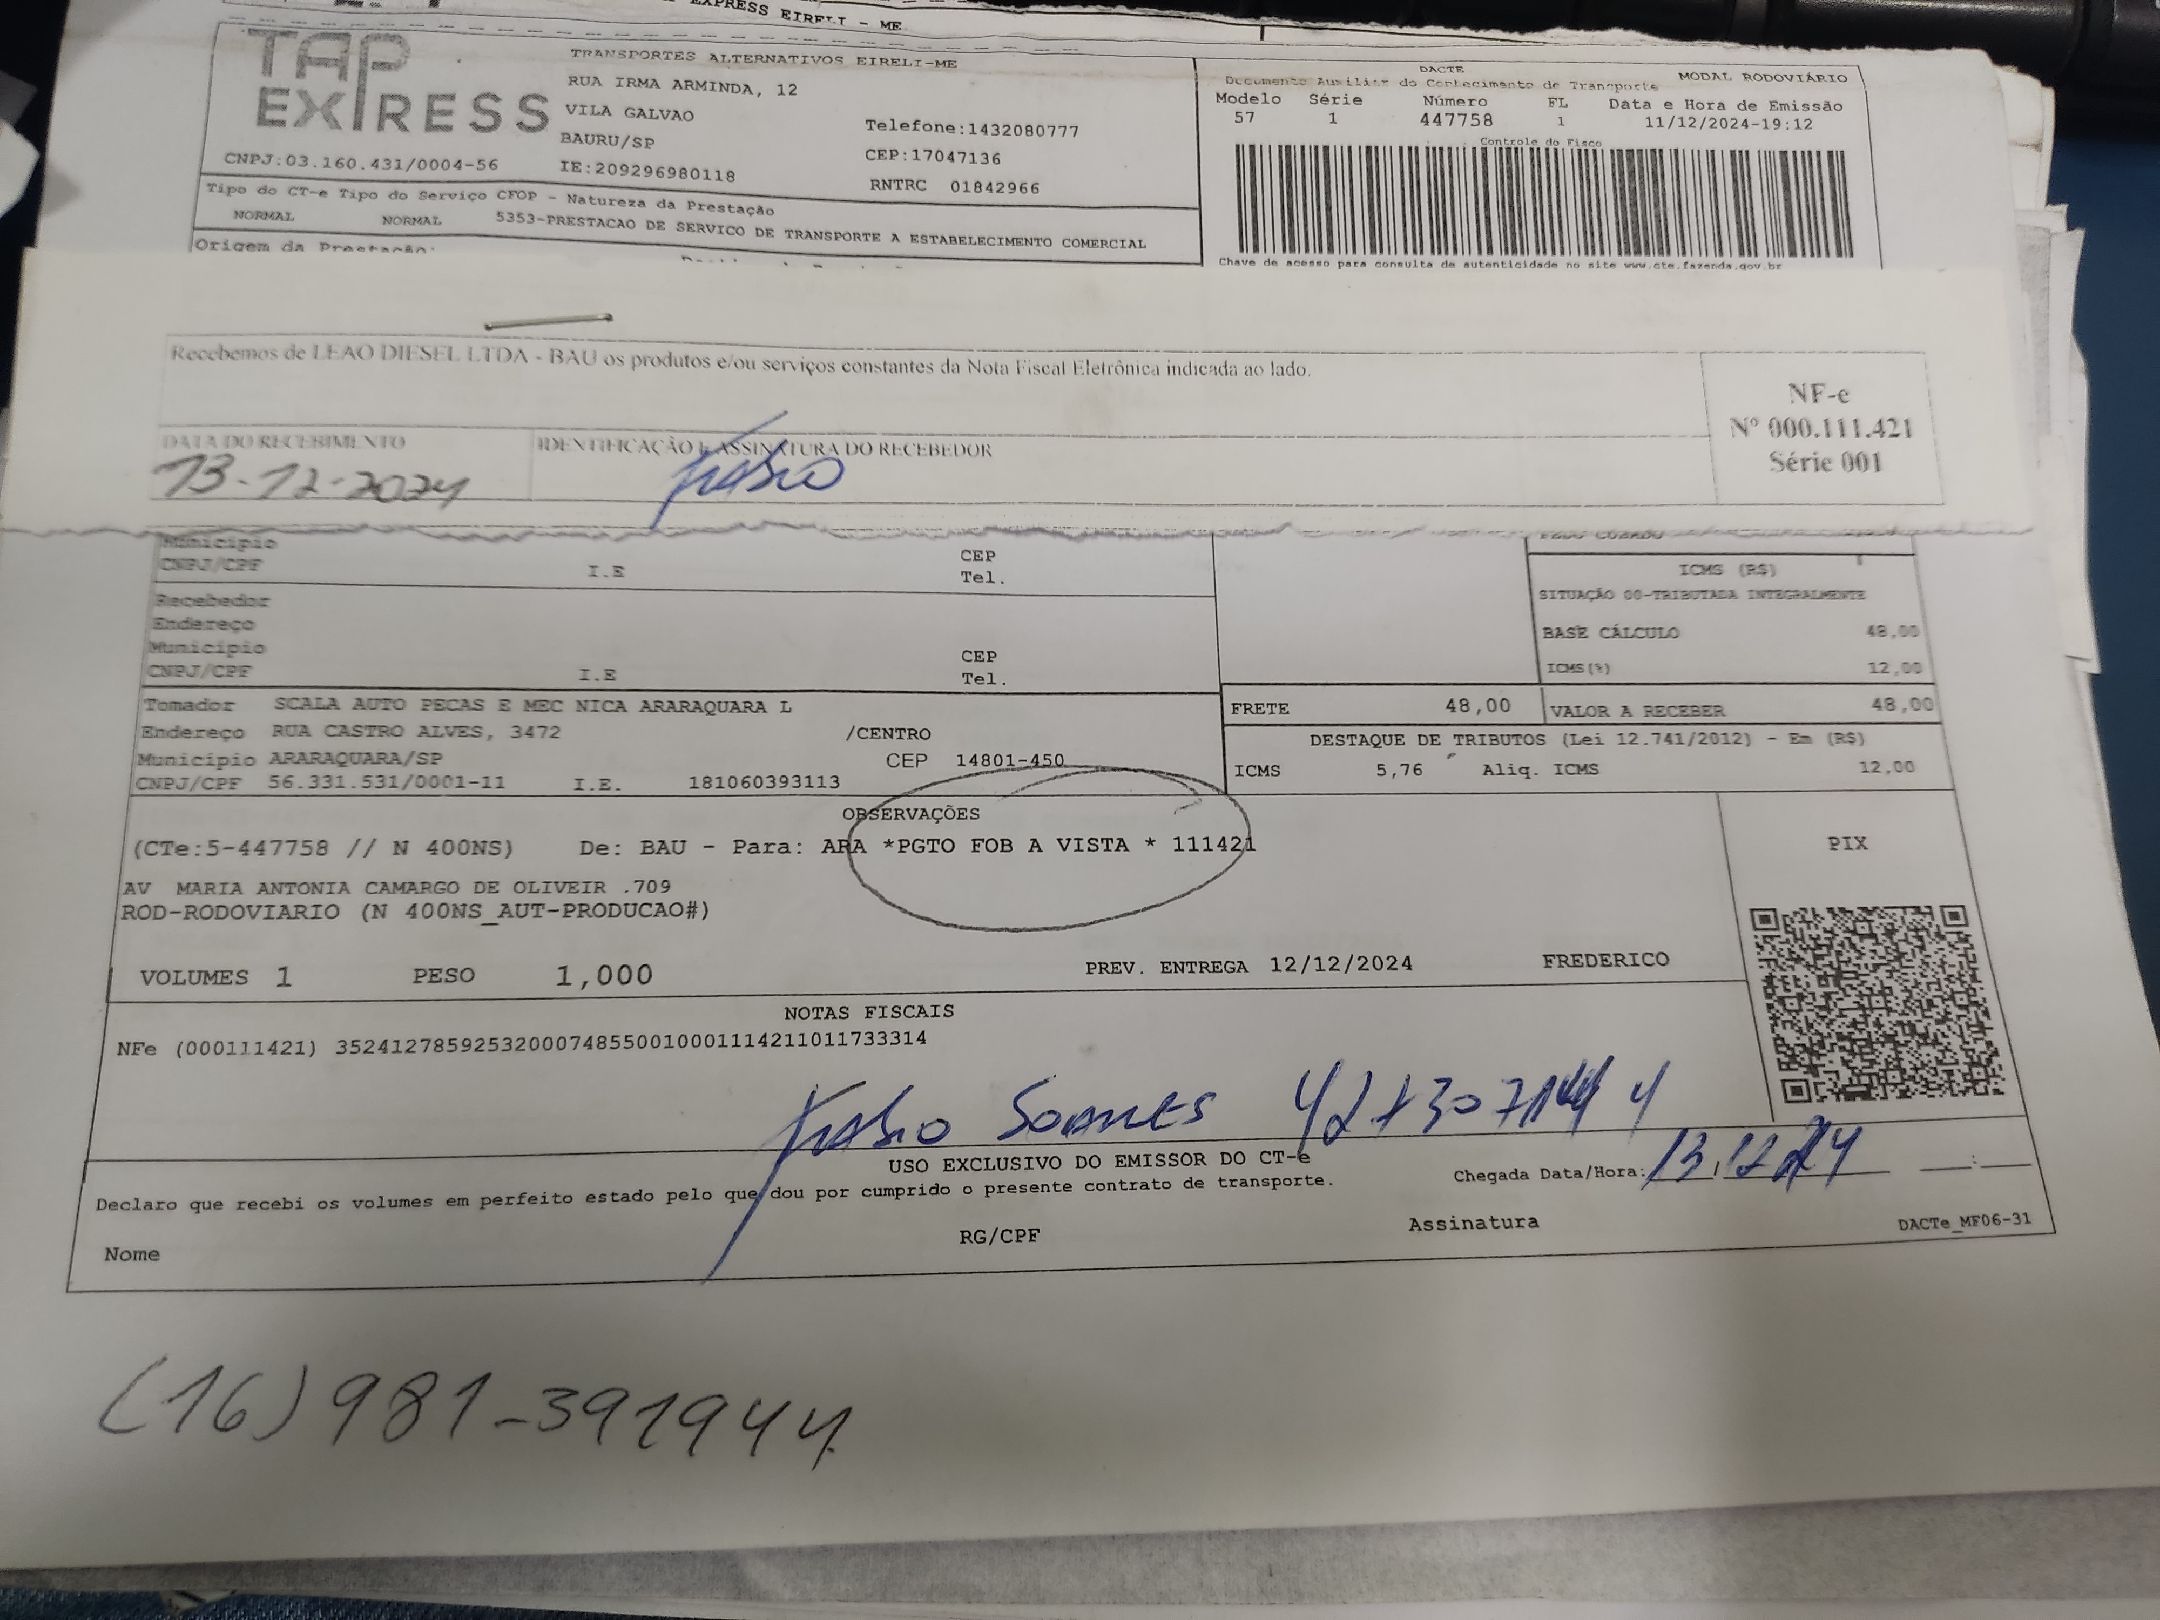 EXPRESS EIRELI - ME
TAP EXPRESS
TRANSPORTES ALTERNATIVOS EIRELI-ME
RUA IRMA ARMINDA, 12
VILA GALVAO
BAURU/SP
Telefone:1432080777
CEP:17047136
CNPJ:03.160.431/0004-56
IE:209296980118
RNTRC 01842966
DACTE
MODAL RODOVIÁRIO
Documento Auxiliar do Conhecimento de Transporte
Modelo Série Número FL Data e Hora de Emissão
57 1 447758 1 11/12/2024-19:12
Controle do Fisco
Chave de acesso para consulta de autenticidade no site www.cte.fazenda.gov.br
Tipo do CT-e Tipo do Serviço CFOP - Natureza da Prestação
NORMAL NORMAL 5353-PRESTACAO DE SERVICO DE TRANSPORTE A ESTABELECIMENTO COMERCIAL
Origem da Prestação:
Recebemos de LEAO DIESEL LTDA - BAU os produtos e/ou serviços constantes da Nota Fiscal Eletrônica indicada ao lado.
NF-e
Nº 000.111.421
Série 001
DATA DO RECEBIMENTO
13-12-2024
IDENTIFICAÇÃO E ASSINATURA DO RECEBEDOR
Fabio
Município CEP
CNPJ/CPF I.E Tel.
Recebedor
Endereço
Município CEP
CNPJ/CPF I.E Tel.
ICMS (R$)
SITUAÇÃO 00-TRIBUTADA INTEGRALMENTE
BASE CÁLCULO 48,00
ICMS(%) 12,00
Tomador SCALA AUTO PECAS E MEC NICA ARARAQUARA L
Endereço RUA CASTRO ALVES, 3472 /CENTRO
Município ARARAQUARA/SP CEP 14801-450
CNPJ/CPF 56.331.531/0001-11 I.E. 181060393113
FRETE 48,00 VALOR A RECEBER 48,00
DESTAQUE DE TRIBUTOS (Lei 12.741/2012) - Em (R$)
ICMS 5,76 Aliq. ICMS 12,00
OBSERVAÇÕES
(CTe:5-447758 // N 400NS) De: BAU - Para: ARA *PGTO FOB A VISTA * 111421
AV MARIA ANTONIA CAMARGO DE OLIVEIR .709
ROD-RODOVIARIO (N 400NS_AUT-PRODUCAO#)
PIX
VOLUMES 1 PESO 1,000 PREV. ENTREGA 12/12/2024 FREDERICO
NOTAS FISCAIS
NFe (000111421) 35241278592532000748550010001114211011733314
Fabio Soares
USO EXCLUSIVO DO EMISSOR DO CT-e
Chegada Data/Hora: 13/12/24 __:__
Declaro que recebi os volumes em perfeito estado pelo que dou por cumprido o presente contrato de transporte.
Nome RG/CPF Assinatura
DACTe_MF06-31
(16) 981-391944